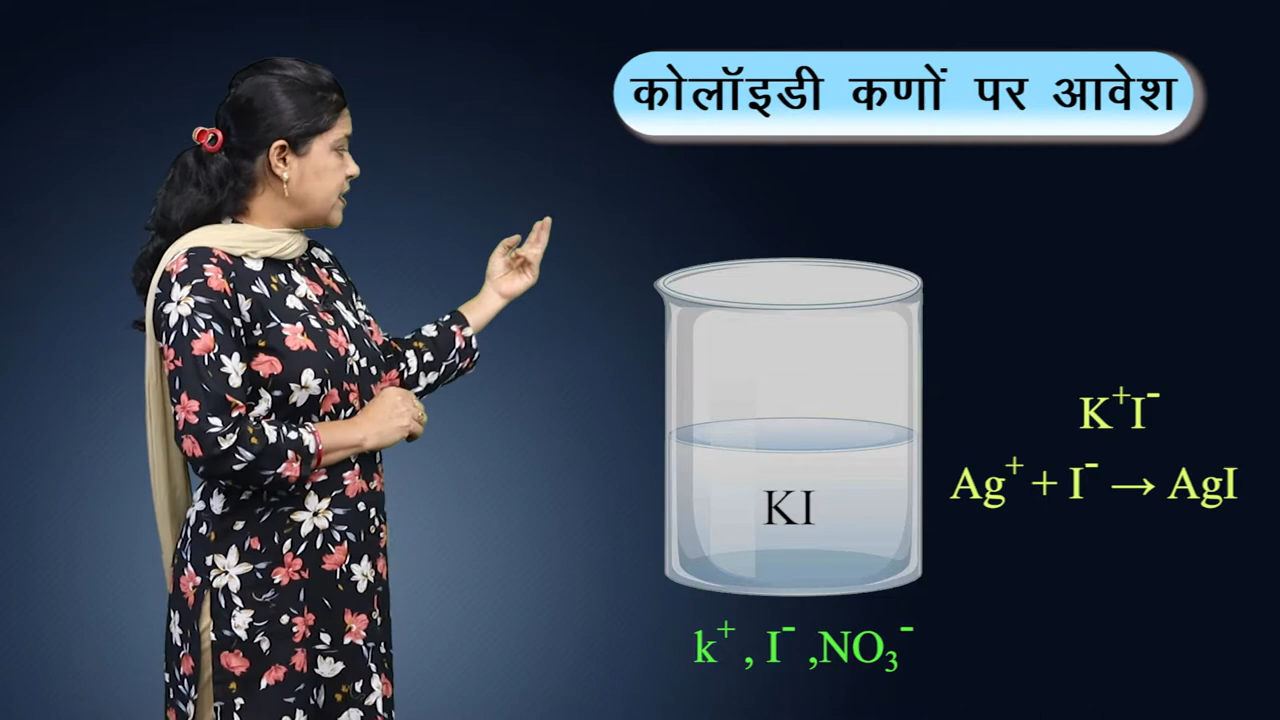 कोलॉइडी कणों पर आवेश
K⁺I⁻
Ag⁺ + I⁻ → AgI
KI
k⁺ , I⁻ ,NO₃⁻